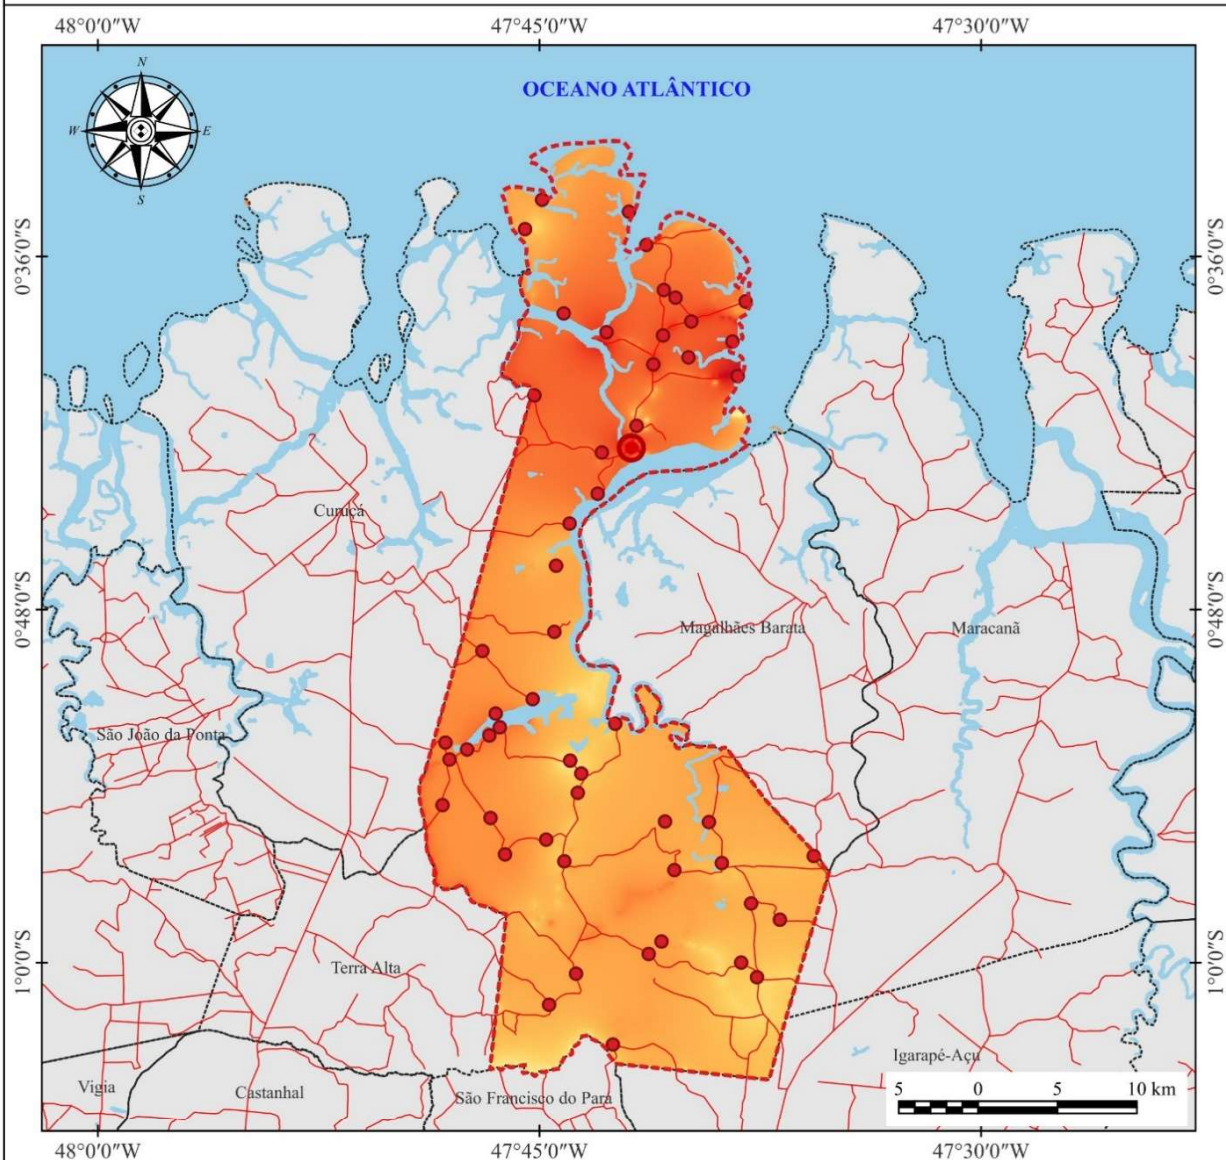 48°0'0"W 47°45'0"W 47°30'0"W
OCEANO ATLÂNTICO
N
W E
S
0°36'0"S 0°36'0"S
Curuçá
0°48'0"S 0°48'0"S
Magalhães Barata Maracanã
São João da Ponta
1°0'0"S 1°0'0"S
Terra Alta
Igarapé-Açu
Vigia Castanhal São Francisco do Para
5 0 5 10 km
48°0'0"W 47°45'0"W 47°30'0"W